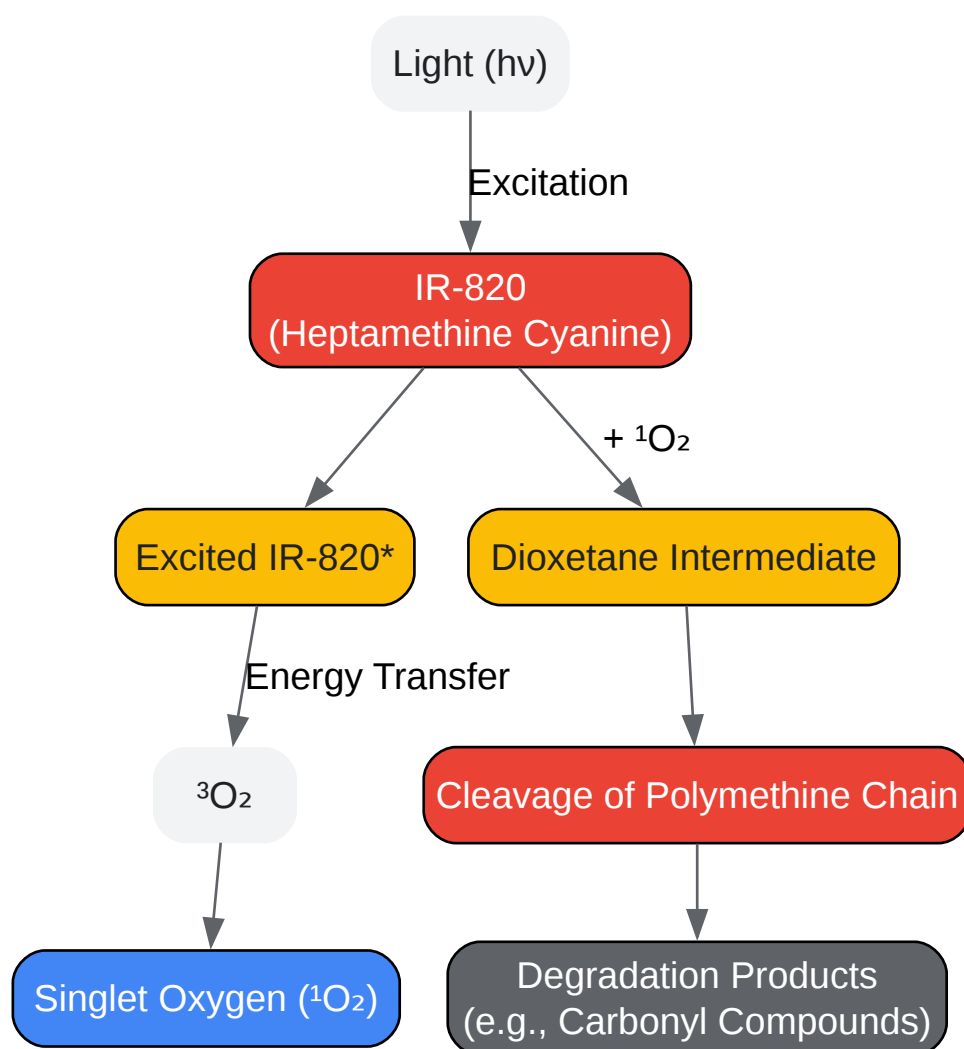 Light (hν)
Excitation
IR-820
(Heptamethine Cyanine)
+ ¹O₂
Excited IR-820*
Dioxetane Intermediate
Energy Transfer
³O₂
Cleavage of Polymethine Chain
Singlet Oxygen (¹O₂)
Degradation Products
(e.g., Carbonyl Compounds)